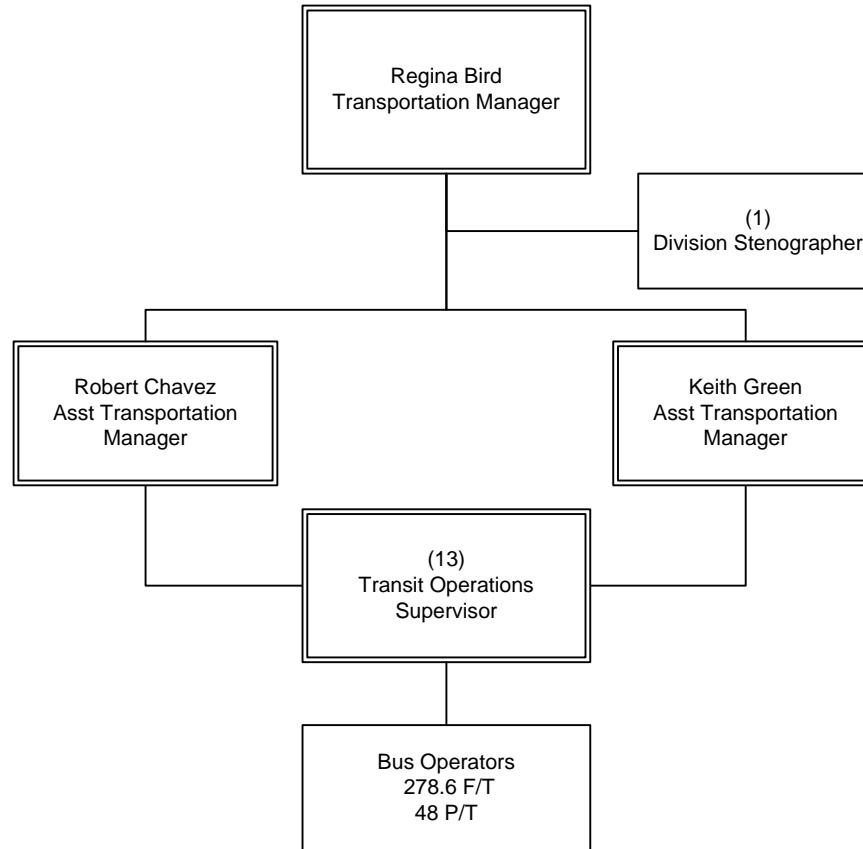 Regina Bird
Transportation Manager
(1)
Division Stenographer
Robert Chavez
Asst Transportation
Manager
Keith Green
Asst Transportation
Manager
(13)
Transit Operations
Supervisor
Bus Operators
278.6 F/T
48 P/T